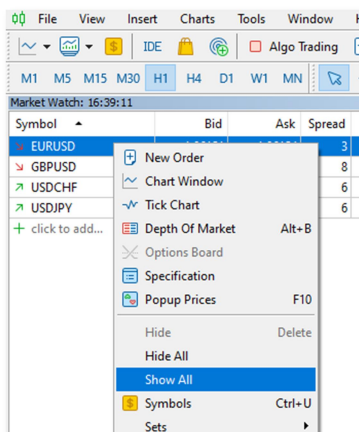 File View Insert Charts Tools Window
IDE Algo Trading
M1 M5 M15 M30 H1 H4 D1 W1 MN
Market Watch: 16:39:11
Symbol Bid Ask Spread
EURUSD 3
GBPUSD 8
USDCHF 6
USDJPY 6
click to add...
New Order
Chart Window
Tick Chart
Depth Of Market Alt+B
Options Board
Specification
Popup Prices F10
Hide Delete
Hide All
Show All
Symbols Ctrl+U
Sets